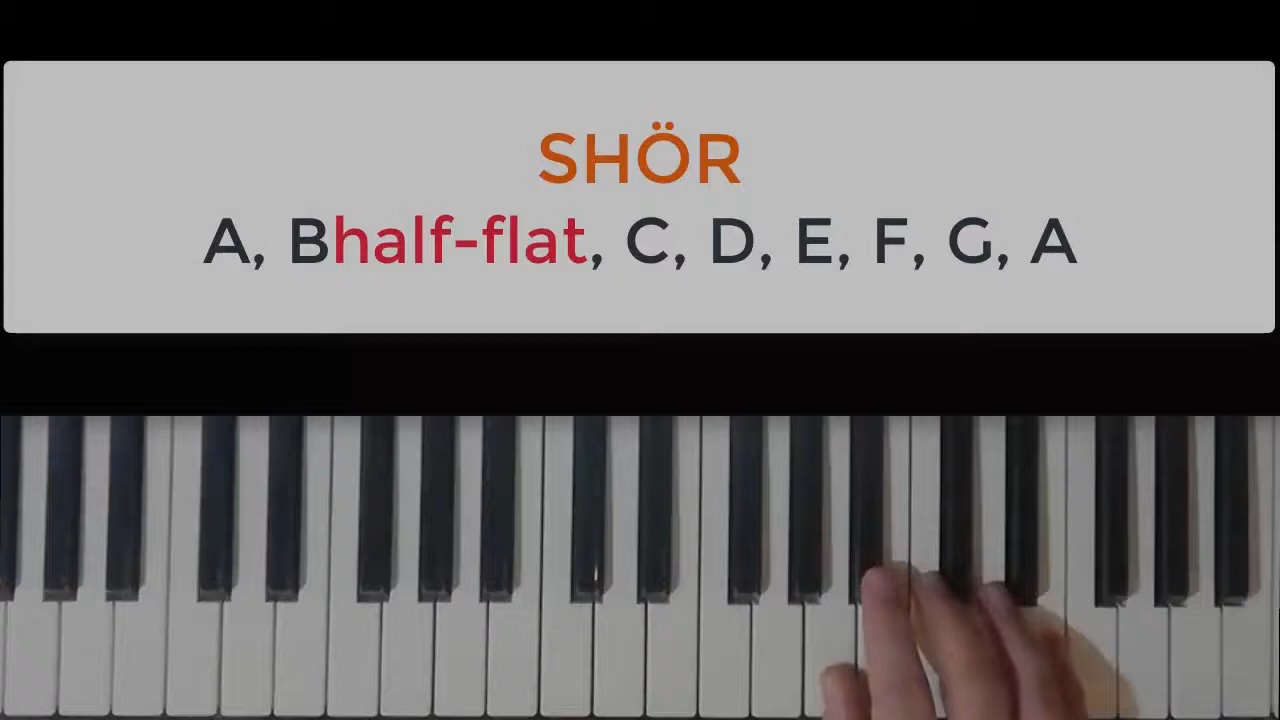 SHÖR
A, Bhalf-flat, C, D, E, F, G, A